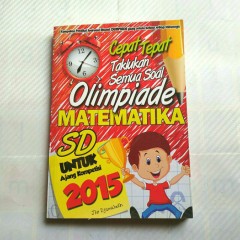 Cepat Tepat
Taklukan
Semua Soal
Olimpiade
MATEMATIKA
SD
UNTUK
Ajang Kompetisi
2015